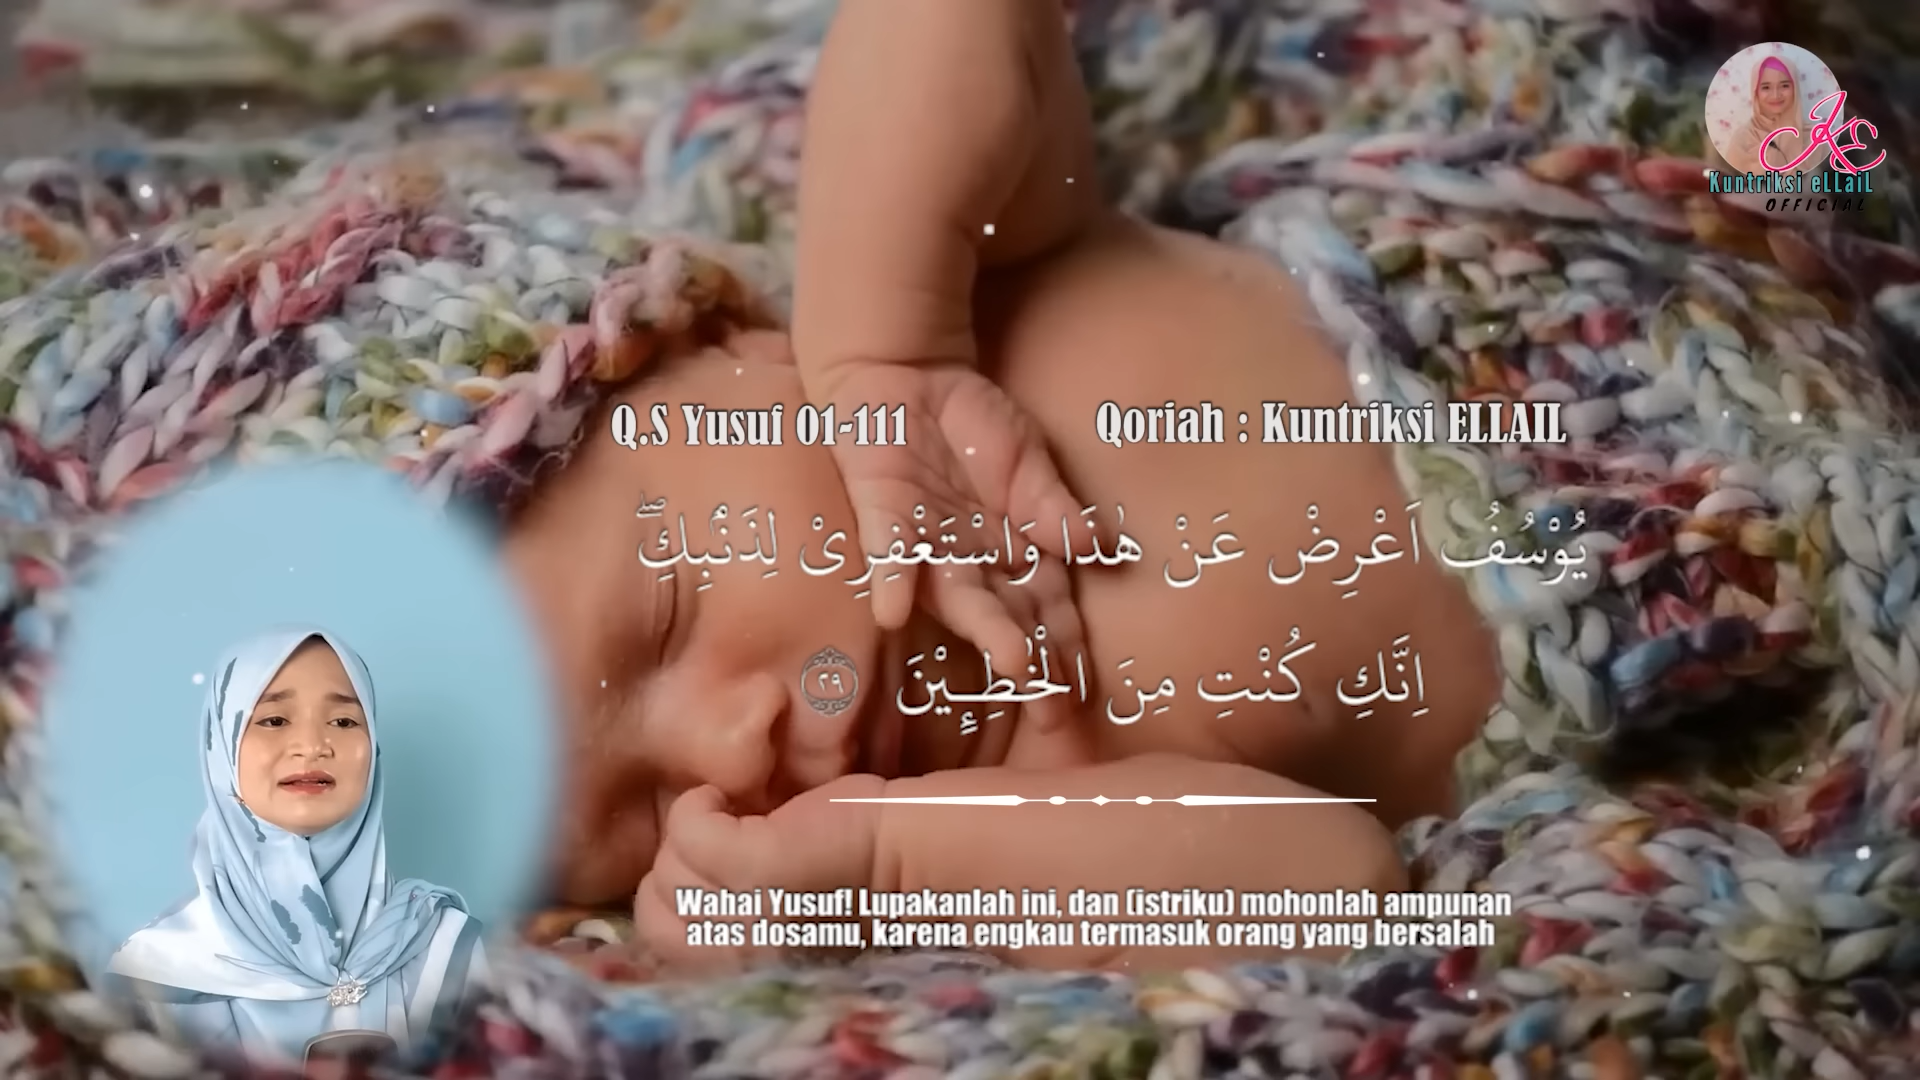 KE
Kuntriksi eLLaiL
OFFICIAL
Q.S Yusuf 01-111
Qoriah : Kuntriksi ELLAIL
يُوْسُفُ اَعْرِضْ عَنْ هٰذَا وَاسْتَغْفِرِيْ لِذَنْۢبِكِۖ
اِنَّكِ كُنْتِ مِنَ الْخٰطِـِٕيْنَ ۝٢٩
Wahai Yusuf! Lupakanlah ini, dan (istriku) mohonlah ampunan
atas dosamu, karena engkau termasuk orang yang bersalah